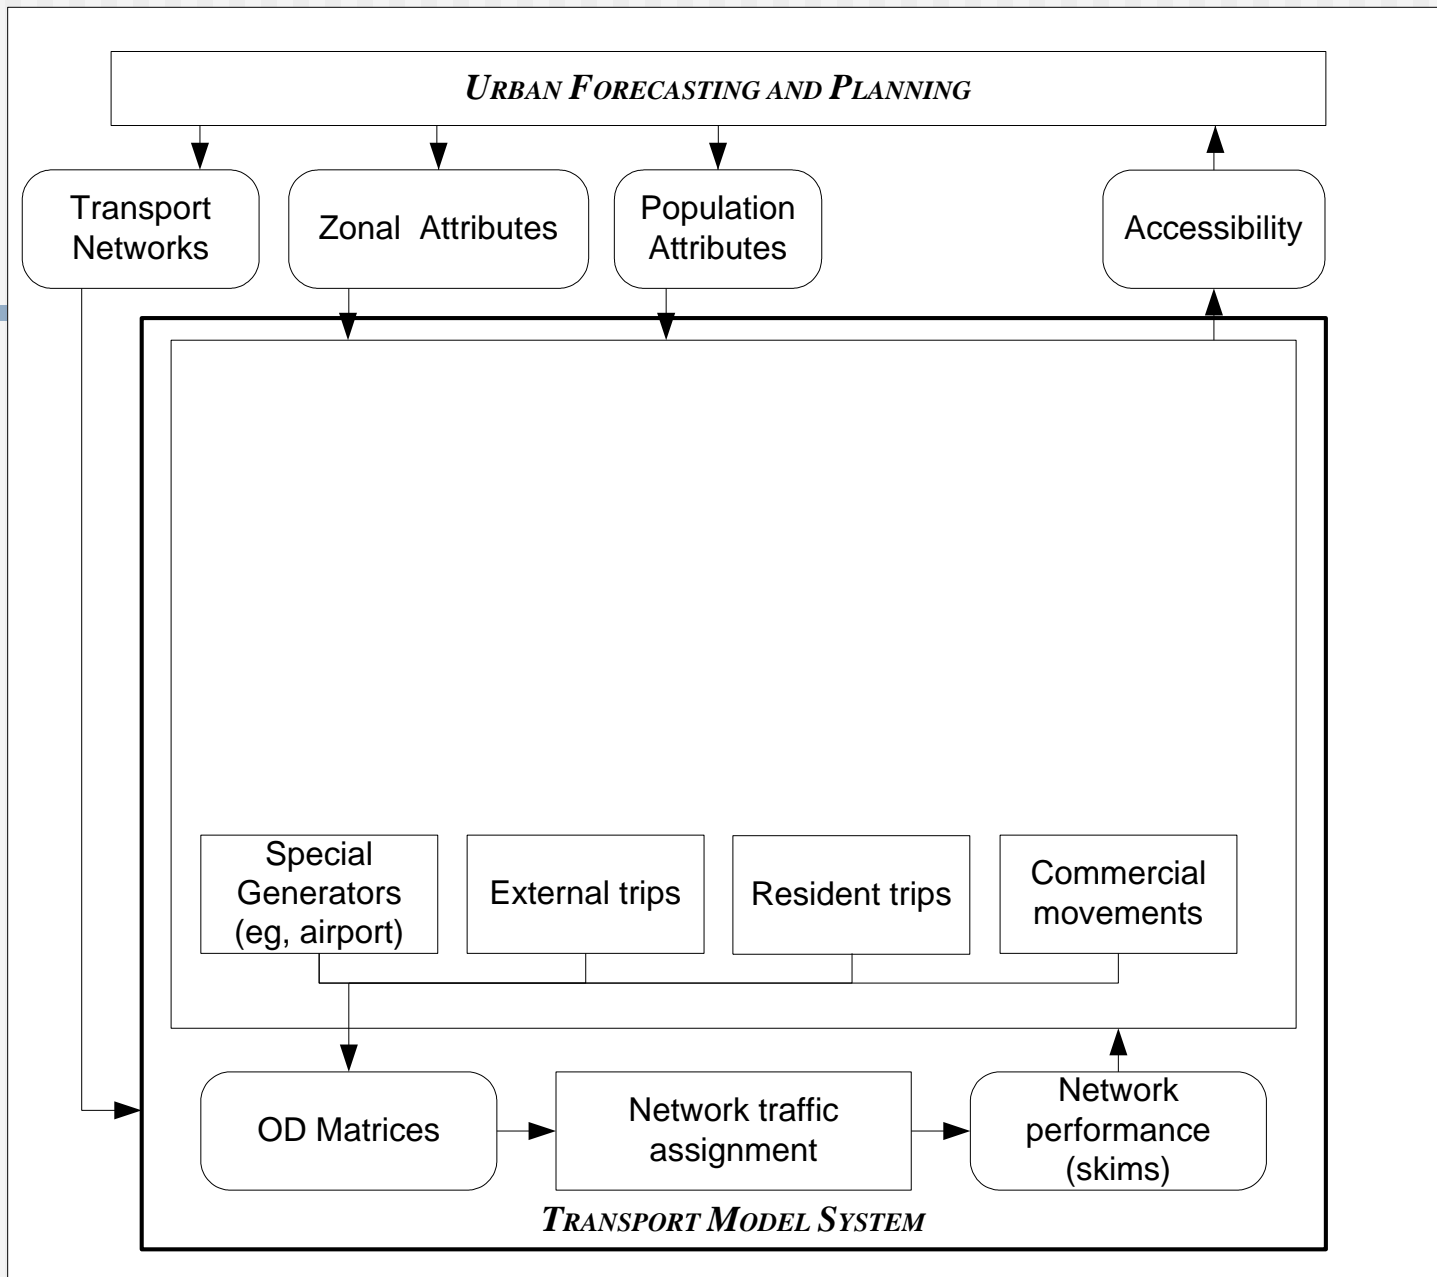 URBAN FORECASTING AND PLANNING
Transport
Networks
Zonal Attributes
Population
Attributes
Accessibility
Special
Generators
(eg, airport)
External trips
Resident trips
Commercial
movements
OD Matrices
Network traffic
assignment
Network
performance
(skims)
TRANSPORT MODEL SYSTEM